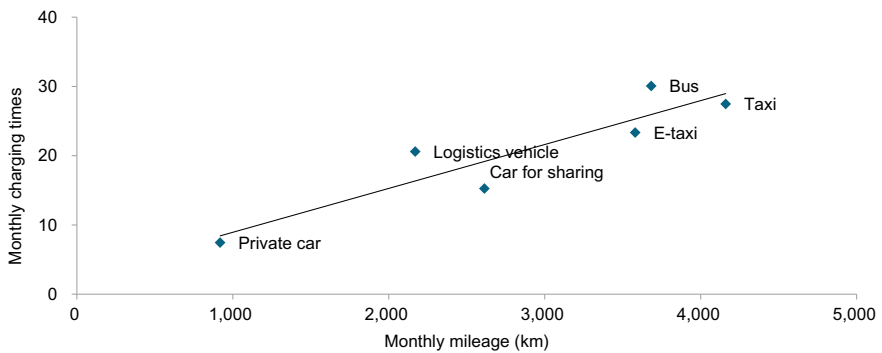 40
30
20
10
0
Monthly charging times
Bus
Taxi
E-taxi
Logistics vehicle
Car for sharing
Private car
0 1,000 2,000 3,000 4,000 5,000
Monthly mileage (km)